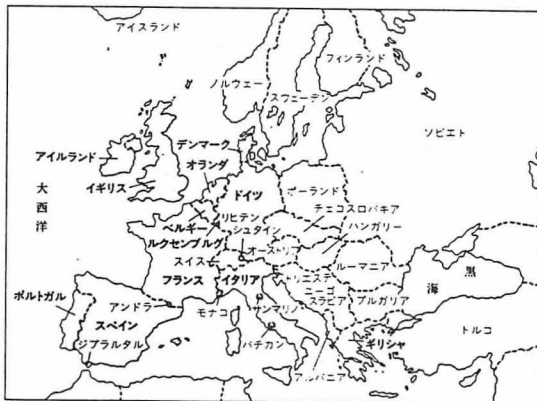 アイスランド
フィンランド
ノルウェー
スウェーデン
ソビエト
デンマーク
アイルランド
オランダ
イギリス
大西洋
ドイツ
ポーランド
チェコスロバキア
ベルギー
リヒテン
シュタイン
ハンガリー
ルクセンブルグ
オーストリア
スイス
ルーマニア
フランス
イタリア
トリエステ
ユーゴ
スラビア
ブルガリア
黒海
ポルトガル
アンドラ
スペイン
モナコ
サンマリノ
バチカン
トルコ
ギリシャ
ジブラルタル
アルバニア